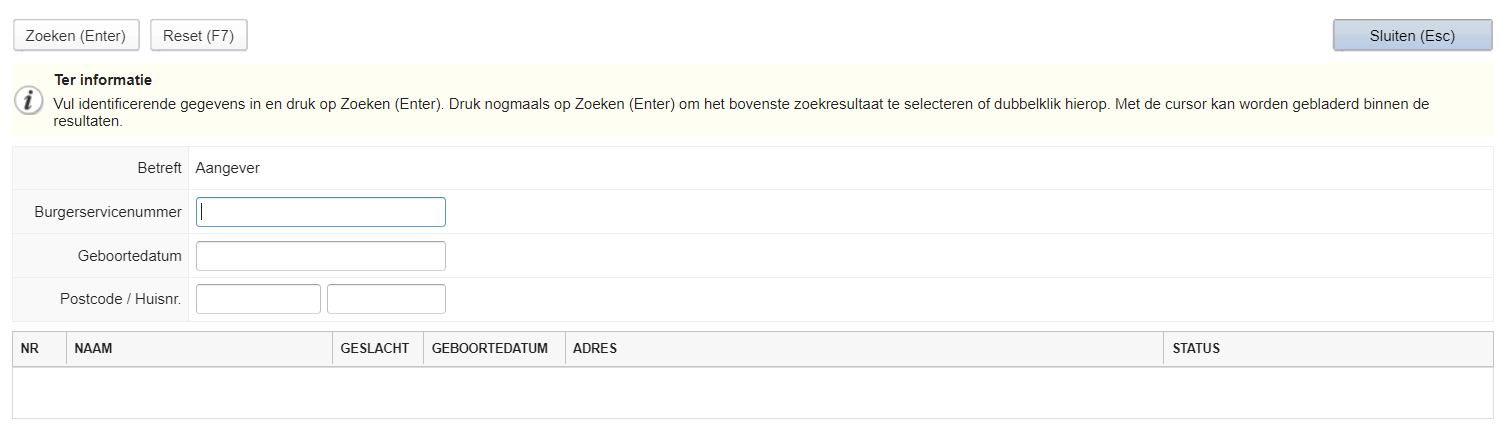 Zoeken (Enter) Reset (F7) Sluiten (Esc)
Ter informatie
Vul identificerende gegevens in en druk op Zoeken (Enter). Druk nogmaals op Zoeken (Enter) om het bovenste zoekresultaat te selecteren of dubbelklik hierop. Met de cursor kan worden gebladerd binnen de
resultaten.
Betreft Aangever
Burgerservicenummer
Geboortedatum
Postcode / Huisnr.
NR NAAM GESLACHT GEBOORTEDATUM ADRES STATUS